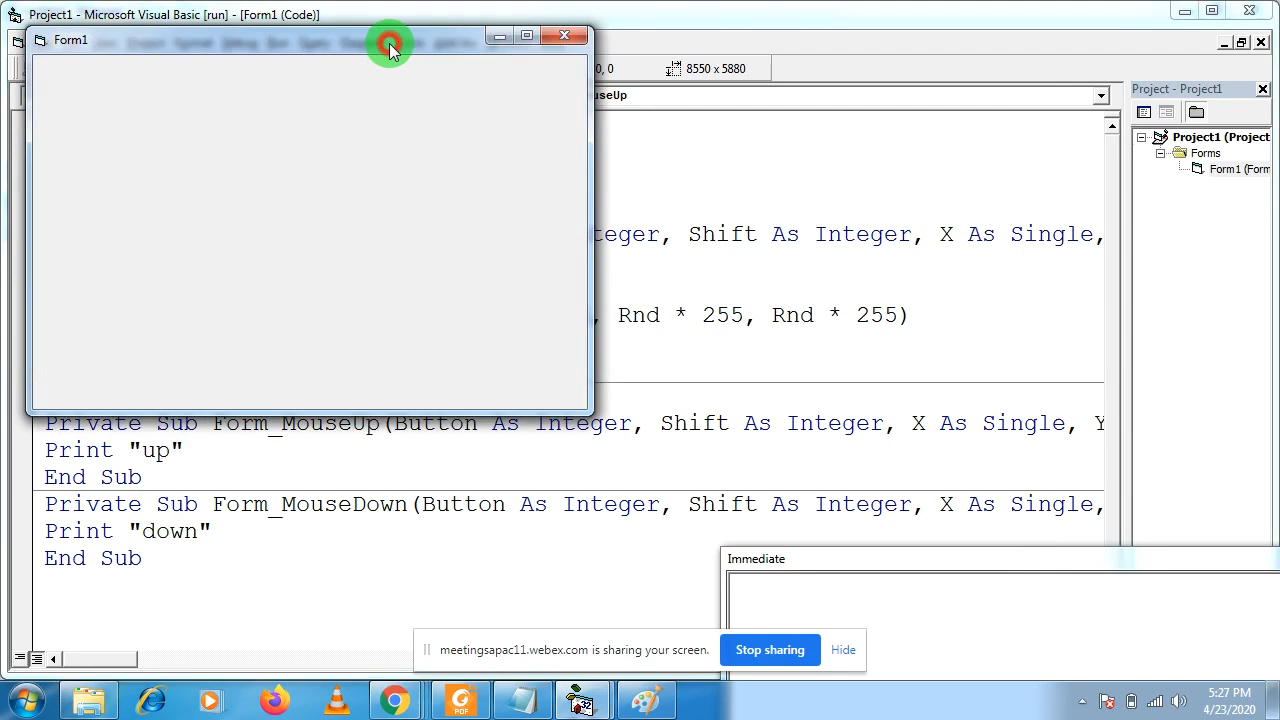 Project1 - Microsoft Visual Basic [run] - [Form1 (Code)]
Form1
0, 0
8550 x 5880
useUp
Project - Project1
Project1 (Project
Forms
Form1 (Form
teger, Shift As Integer, X As Single,
, Rnd * 255, Rnd * 255)
Private Sub Form_MouseUp(Button As Integer, Shift As Integer, X As Single, Y
Print "up"
End Sub
Private Sub Form_MouseDown(Button As Integer, Shift As Integer, X As Single,
Print "down"
End Sub
Immediate
meetingsapac11.webex.com is sharing your screen.
Stop sharing
Hide
PDF
32
5:27 PM
4/23/2020